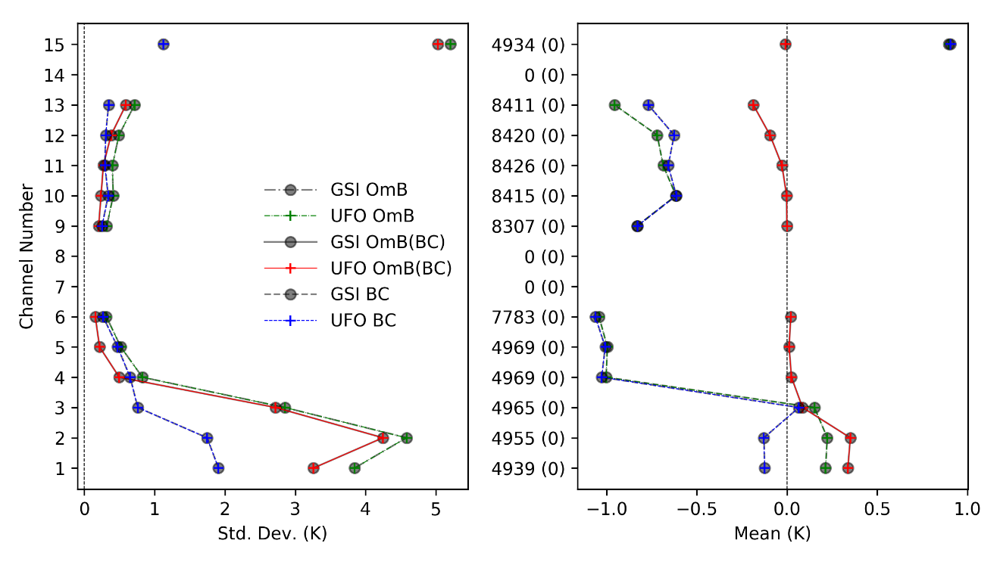 Channel Number
15
14
13
12
11
10
9
8
7
6
5
4
3
2
1
0 1 2 3 4 5
Std. Dev. (K)
GSI OmB
UFO OmB
GSI OmB(BC)
UFO OmB(BC)
GSI BC
UFO BC
4934 (0)
0 (0)
8411 (0)
8420 (0)
8426 (0)
8415 (0)
8307 (0)
0 (0)
0 (0)
7783 (0)
4969 (0)
4969 (0)
4965 (0)
4955 (0)
4939 (0)
−1.0 −0.5 0.0 0.5 1.0
Mean (K)